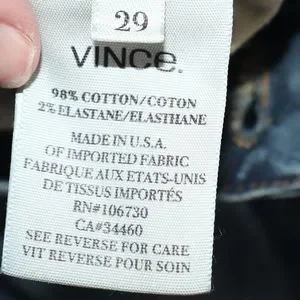 29
VINCE.
98% COTTON/COTON
2% ELASTANE/ELASTHANE
MADE IN U.S.A.
OF IMPORTED FABRIC
FABRIQUE AUX ETATS-UNIS
DE TISSUS IMPORTÉS
RN#106730
CA#34460
SEE REVERSE FOR CARE
VIT REVERSE POUR SOIN